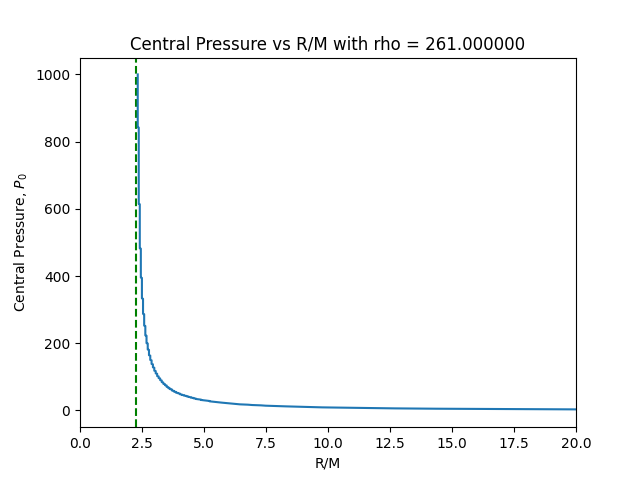 Central Pressure vs R/M with rho = 261.000000
1000
800
600
400
200
0
Central Pressure, P₀
0.0 2.5 5.0 7.5 10.0 12.5 15.0 17.5 20.0
R/M